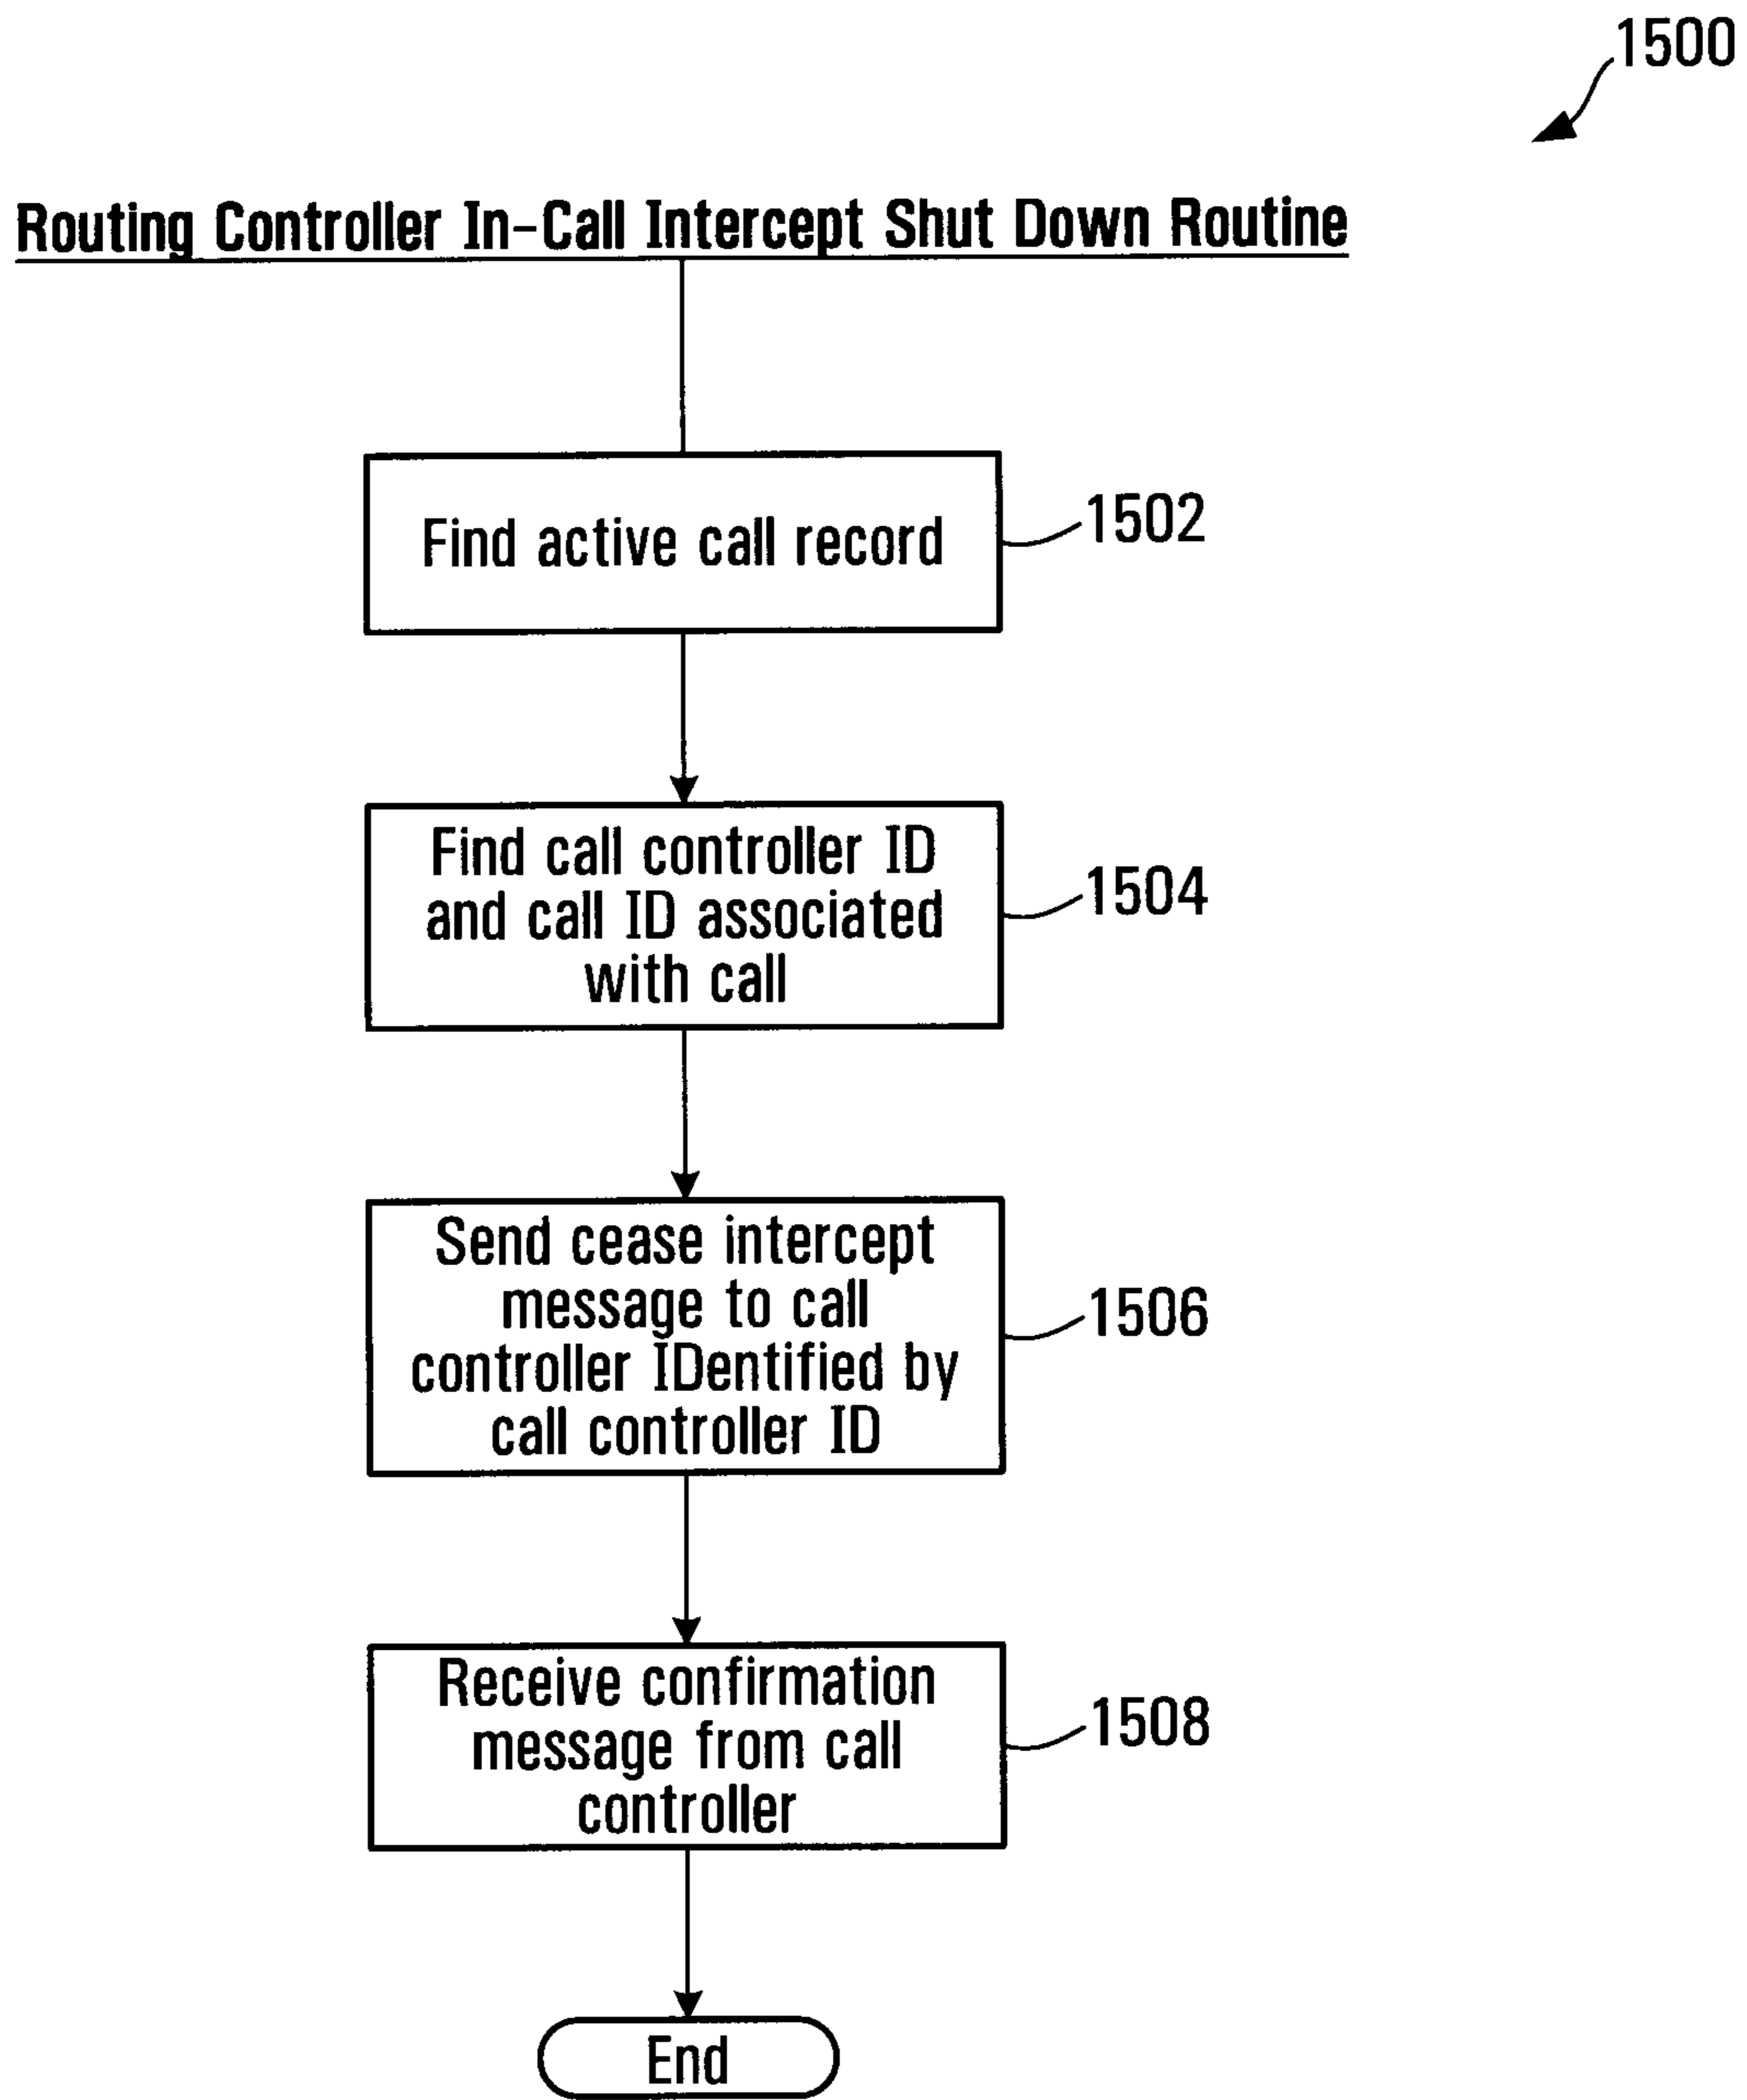 1500
Routing Controller In-Call Intercept Shut Down Routine
Find active call record
1502
Find call controller ID
and call ID associated
with call
1504
Send cease intercept
message to call
controller IDentified by
call controller ID
1506
Receive confirmation
message from call
controller
1508
End